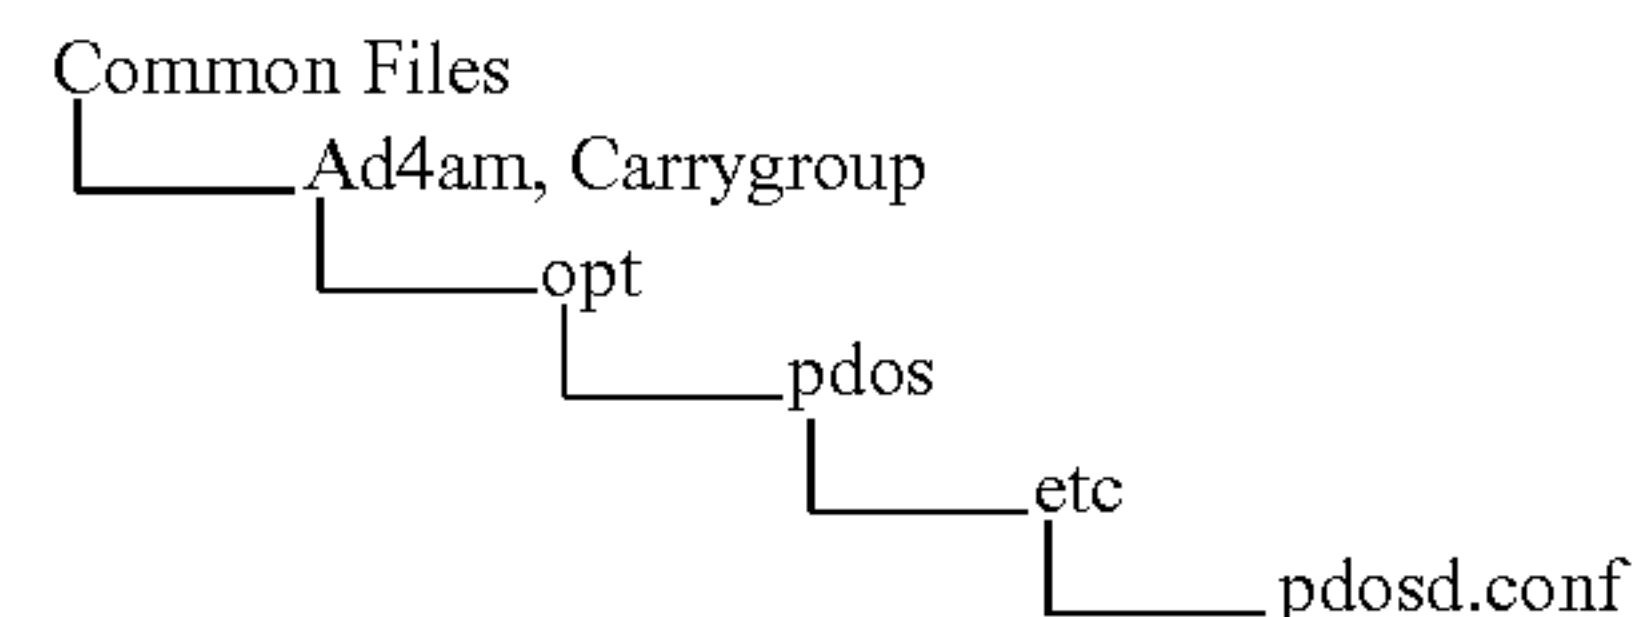 Common Files
Ad4am, Carrygroup
opt
pdos
etc
pdosd.conf